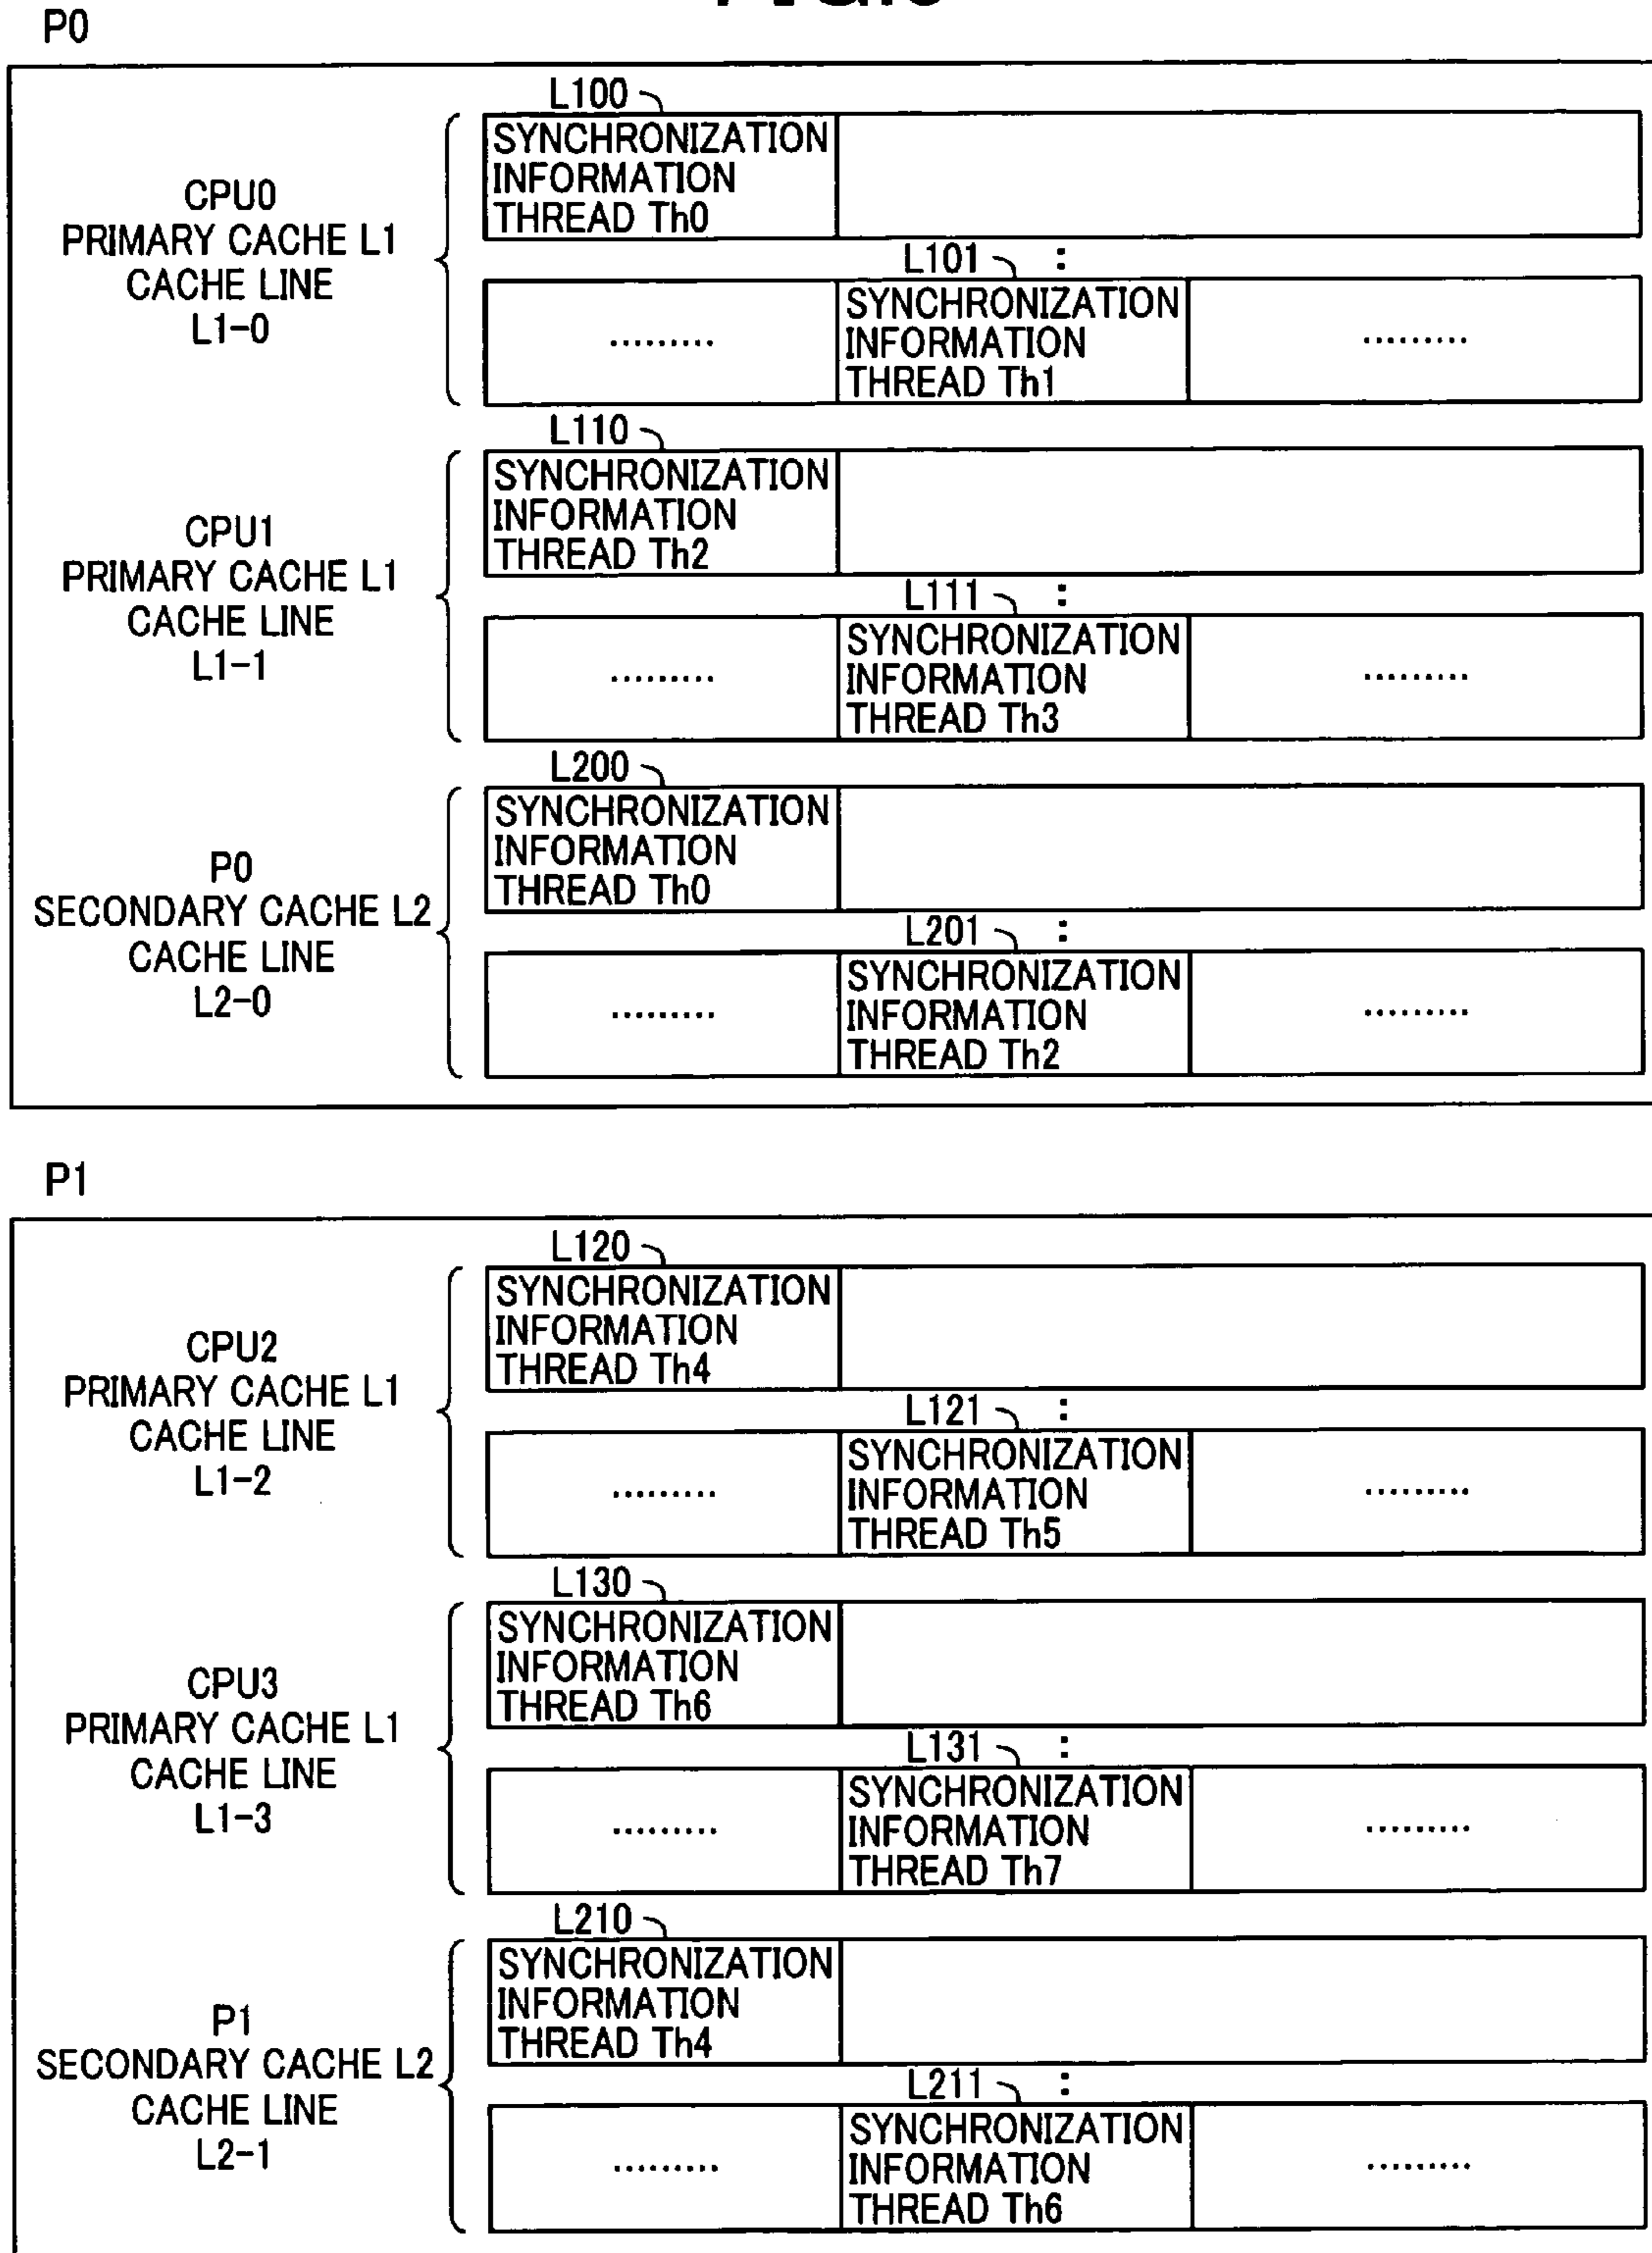 P0
L100
SYNCHRONIZATION
INFORMATION
THREAD Th0
CPU0
PRIMARY CACHE L1
CACHE LINE
L1-0
L101 :
......... SYNCHRONIZATION .........
INFORMATION
THREAD Th1
L110
SYNCHRONIZATION
INFORMATION
THREAD Th2
CPU1
PRIMARY CACHE L1
CACHE LINE
L1-1
L111 :
......... SYNCHRONIZATION .........
INFORMATION
THREAD Th3
L200
SYNCHRONIZATION
INFORMATION
THREAD Th0
P0
SECONDARY CACHE L2
CACHE LINE
L2-0
L201 :
......... SYNCHRONIZATION .........
INFORMATION
THREAD Th2
P1
L120
SYNCHRONIZATION
INFORMATION
THREAD Th4
CPU2
PRIMARY CACHE L1
CACHE LINE
L1-2
L121 :
......... SYNCHRONIZATION .........
INFORMATION
THREAD Th5
L130
SYNCHRONIZATION
INFORMATION
THREAD Th6
CPU3
PRIMARY CACHE L1
CACHE LINE
L1-3
L131 :
......... SYNCHRONIZATION .........
INFORMATION
THREAD Th7
L210
SYNCHRONIZATION
INFORMATION
THREAD Th4
P1
SECONDARY CACHE L2
CACHE LINE
L2-1
L211 :
......... SYNCHRONIZATION .........
INFORMATION
THREAD Th6